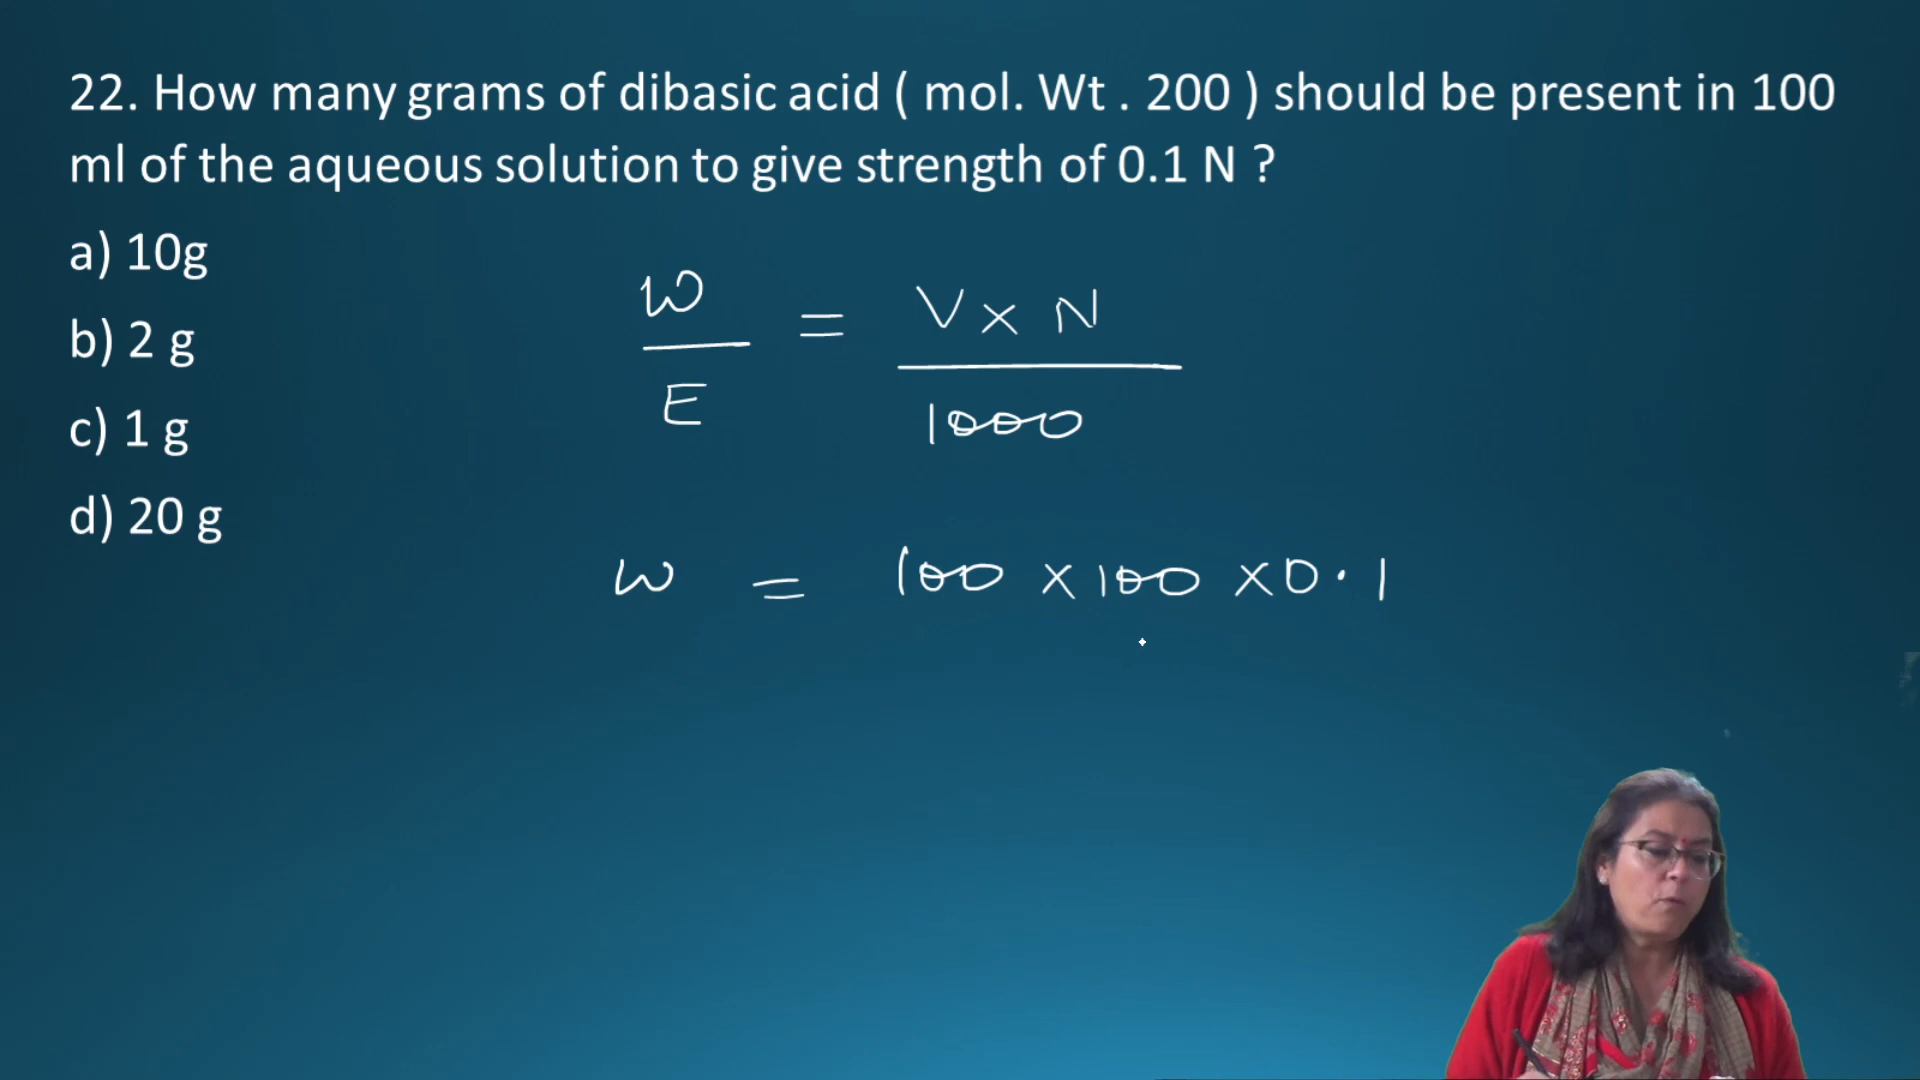 22. How many grams of dibasic acid ( mol. Wt . 200 ) should be present in 100
ml of the aqueous solution to give strength of 0.1 N ?
a) 10g
b) 2 g
c) 1 g
d) 20 g
W
E
=
V x N
1000
W = 100 x 100 x 0.1